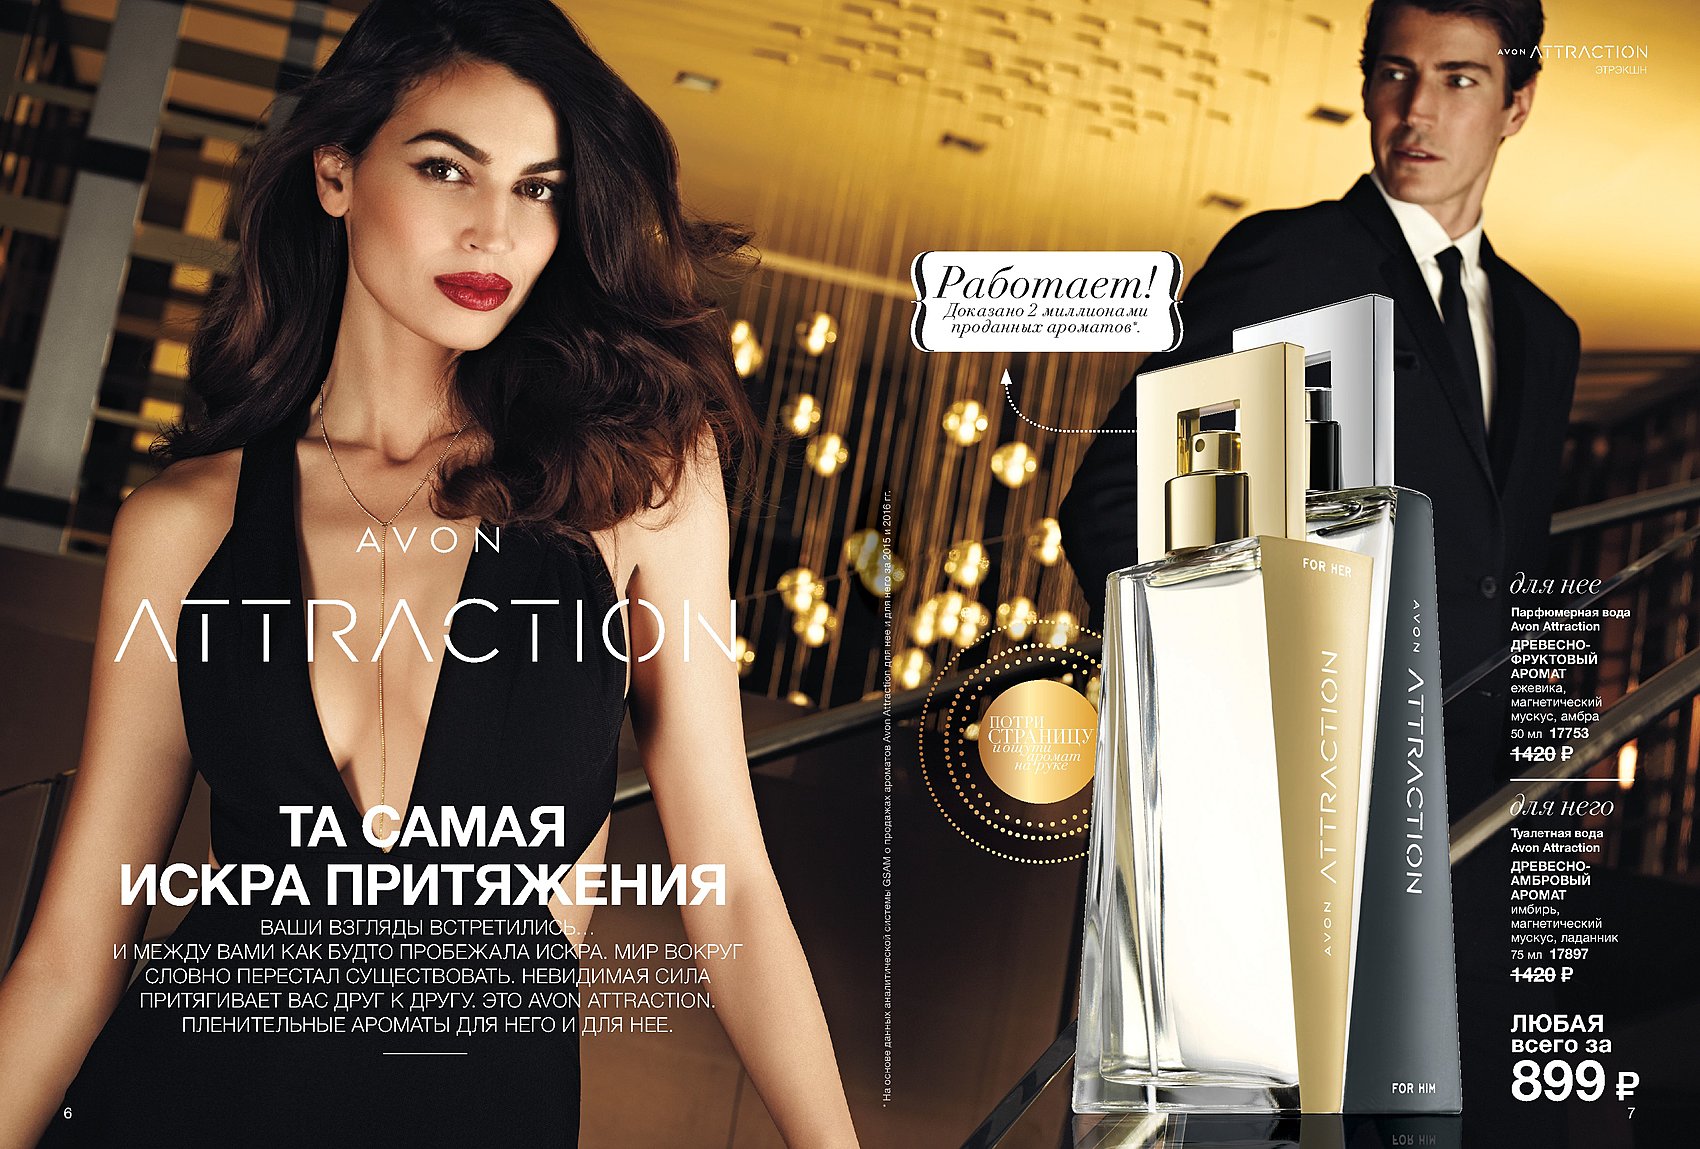 AVON
ATTRACTION
ТА САМАЯ
ИСКРА ПРИТЯЖЕНИЯ
ВАШИ ВЗГЛЯДЫ ВСТРЕТИЛИСЬ...
И МЕЖДУ ВАМИ КАК БУДТО ПРОБЕЖАЛА ИСКРА. МИР ВОКРУГ
СЛОВНО ПЕРЕСТАЛ СУЩЕСТВОВАТЬ. НЕВИДИМАЯ СИЛА
ПРИТЯГИВАЕТ ВАС ДРУГ К ДРУГУ. ЭТО AVON ATTRACTION.
ПЛЕНИТЕЛЬНЫЕ АРОМАТЫ ДЛЯ НЕГО И ДЛЯ НЕЕ.
6
AVON ATTRACTION
ЭТРЭКШН
Работает!
Доказано 2 миллионами
проданных ароматов*.
* На основе данных аналитической системы GSAM о продажах ароматов Avon Attraction для нее и для него за 2015 и 2016 гг.
ПОТРИ
СТРАНИЦУ
и ощути
аромат
на руке
FOR HER
AVON ATTRACTION
AVON ATTRACTION
FOR HIM
FOR HIM
для нее
Парфюмерная вода
Avon Attraction
ДРЕВЕСНО-
ФРУКТОВЫЙ
АРОМАТ
ежевика,
магнетический
мускус, амбра
50 мл 17753
1420 ₽
для него
Туалетная вода
Avon Attraction
ДРЕВЕСНО-
АМБРОВЫЙ
АРОМАТ
имбирь,
магнетический
мускус, ладанник
75 мл 17897
1420 ₽
ЛЮБАЯ
всего за
899 ₽
7